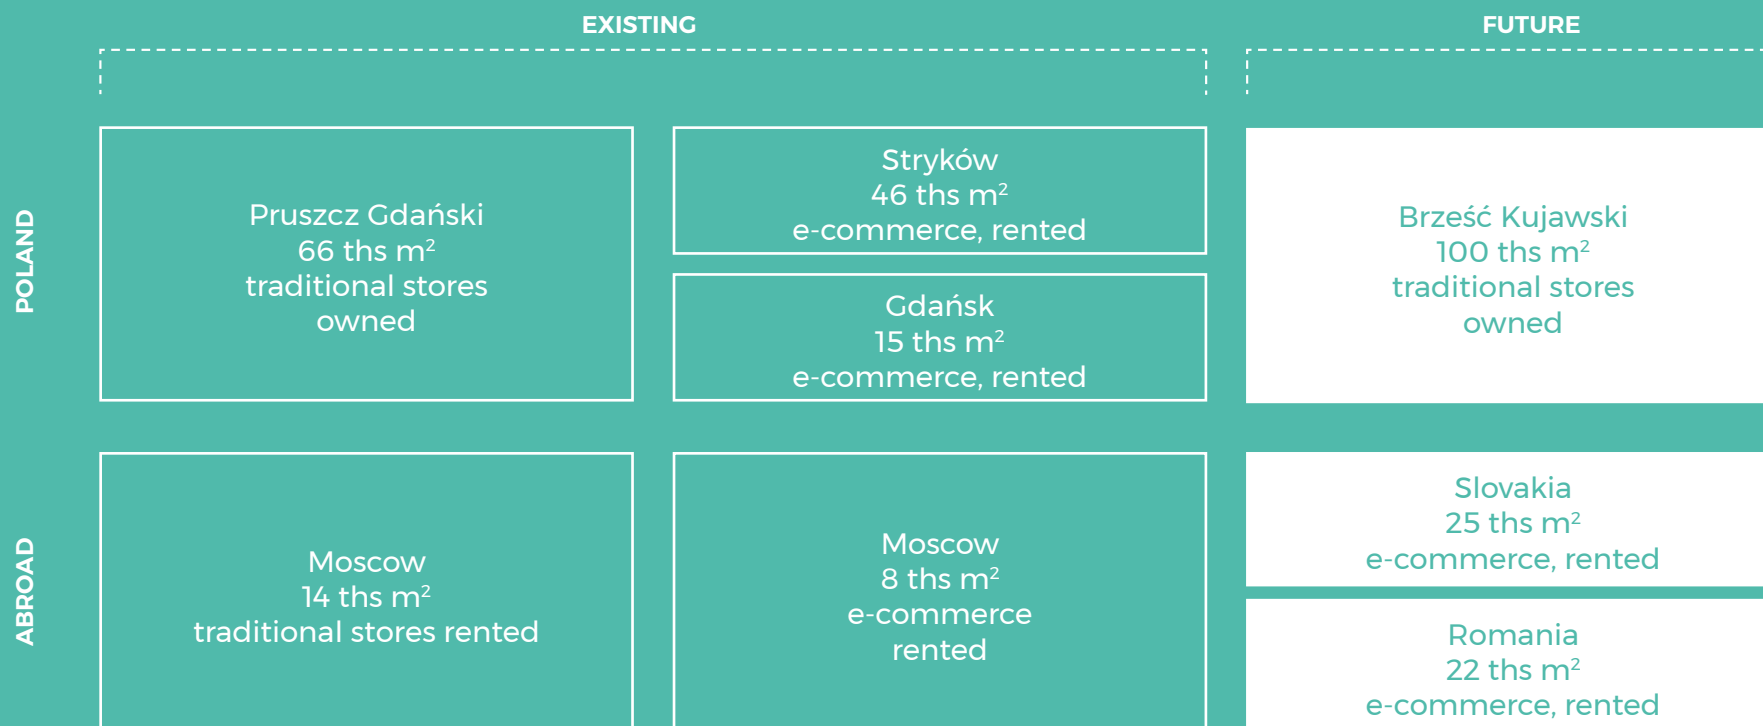 EXISTING
FUTURE
POLAND
Pruszcz Gdański
66 ths m²
traditional stores
owned
Stryków
46 ths m²
e-commerce, rented
Gdańsk
15 ths m²
e-commerce, rented
Brześć Kujawski
100 ths m²
traditional stores
owned
ABROAD
Moscow
14 ths m²
traditional stores rented
Moscow
8 ths m²
e-commerce
rented
Slovakia
25 ths m²
e-commerce, rented
Romania
22 ths m²
e-commerce, rented